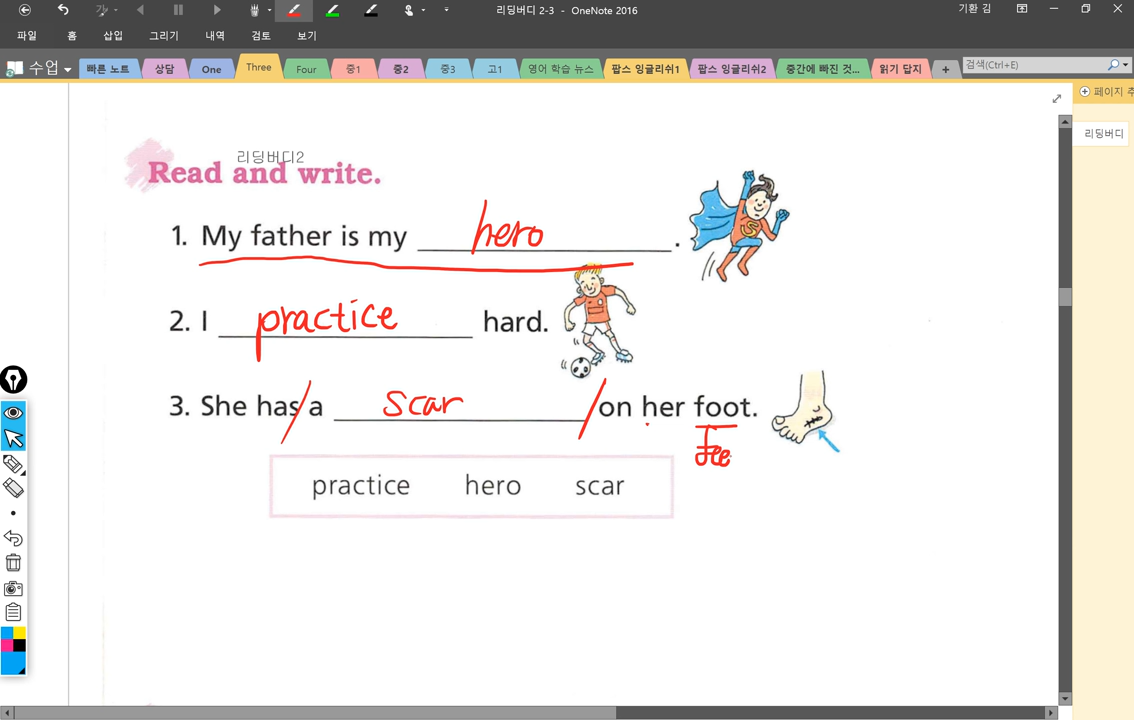 리딩버디 2-3 - OneNote 2016
기환 김
파일 홈 삽입 그리기 내역 검토 보기
수업 빠른 노트 상담 One Three Four 중1 중2 중3 고1 영어 학습 뉴스 팝스 잉글리쉬1 팝스 잉글리쉬2 중간에 빠진 것... 읽기 답지 + 검색(Ctrl+E)
페이지 추
리딩버디
리딩버디2
Read and write.
1. My father is my hero.
2. I practice hard.
3. She has / a scar / on her foot.
fee
practice hero scar